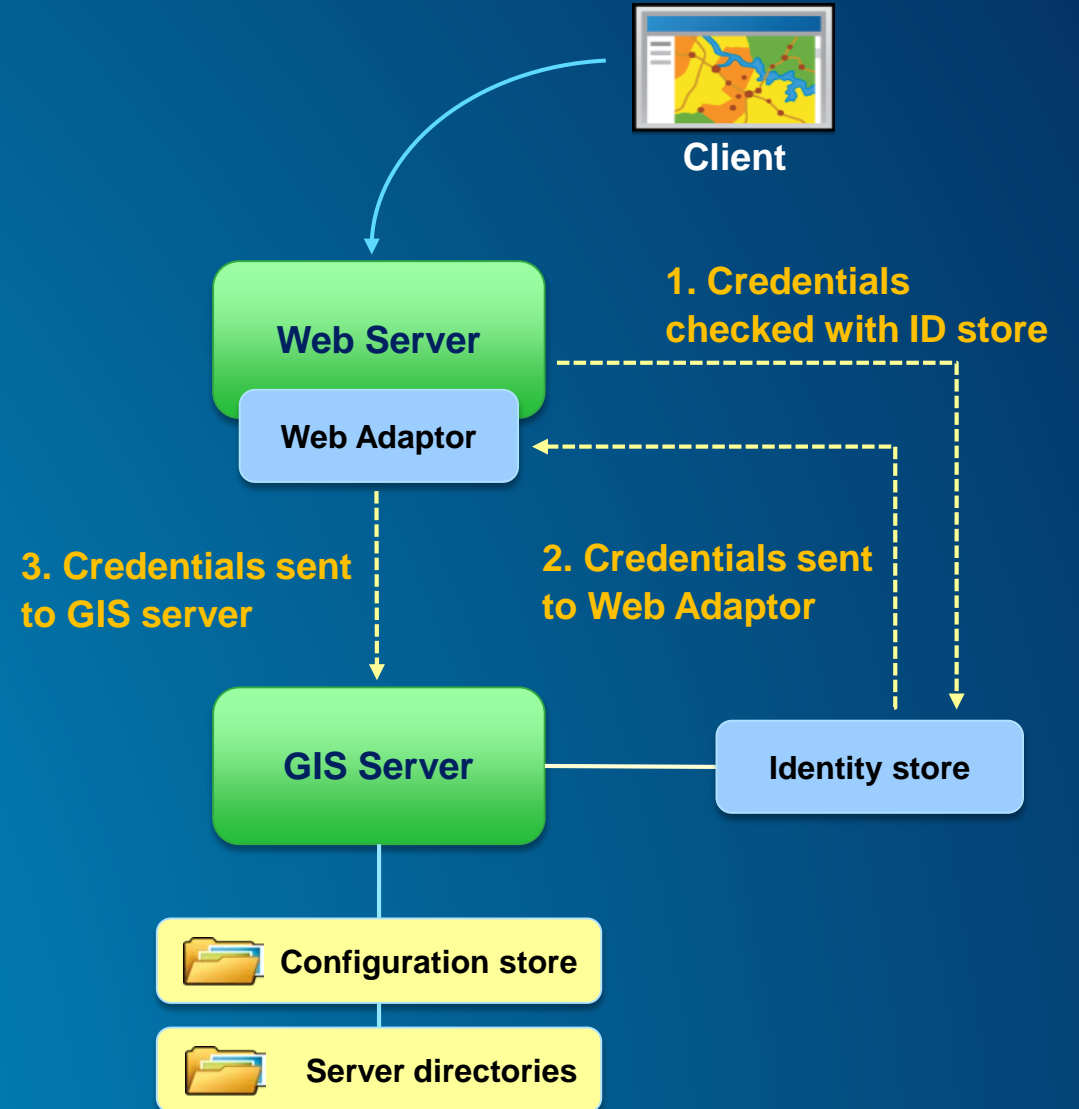 Client
1. Credentials
checked with ID store
Web Server
Web Adaptor
2. Credentials sent
to Web Adaptor
3. Credentials sent
to GIS server
GIS Server
Identity store
Configuration store
Server directories